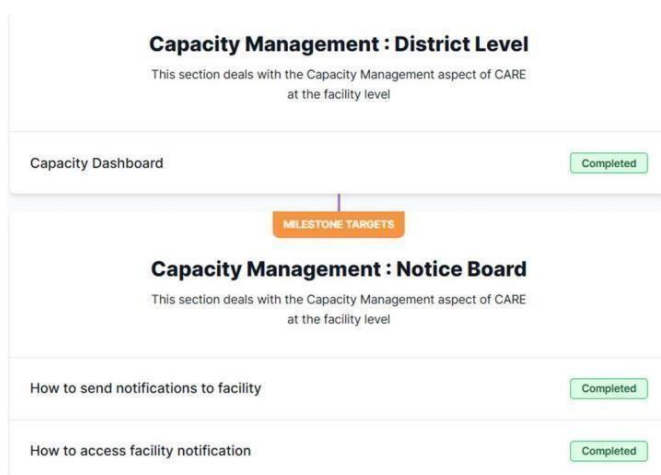 Capacity Management : District Level
This section deals with the Capacity Management aspect of CARE
at the facility level
Capacity Dashboard
Completed
MILESTONE TARGETS
Capacity Management : Notice Board
This section deals with the Capacity Management aspect of CARE
at the facility level
How to send notifications to facility
Completed
How to access facility notification
Completed